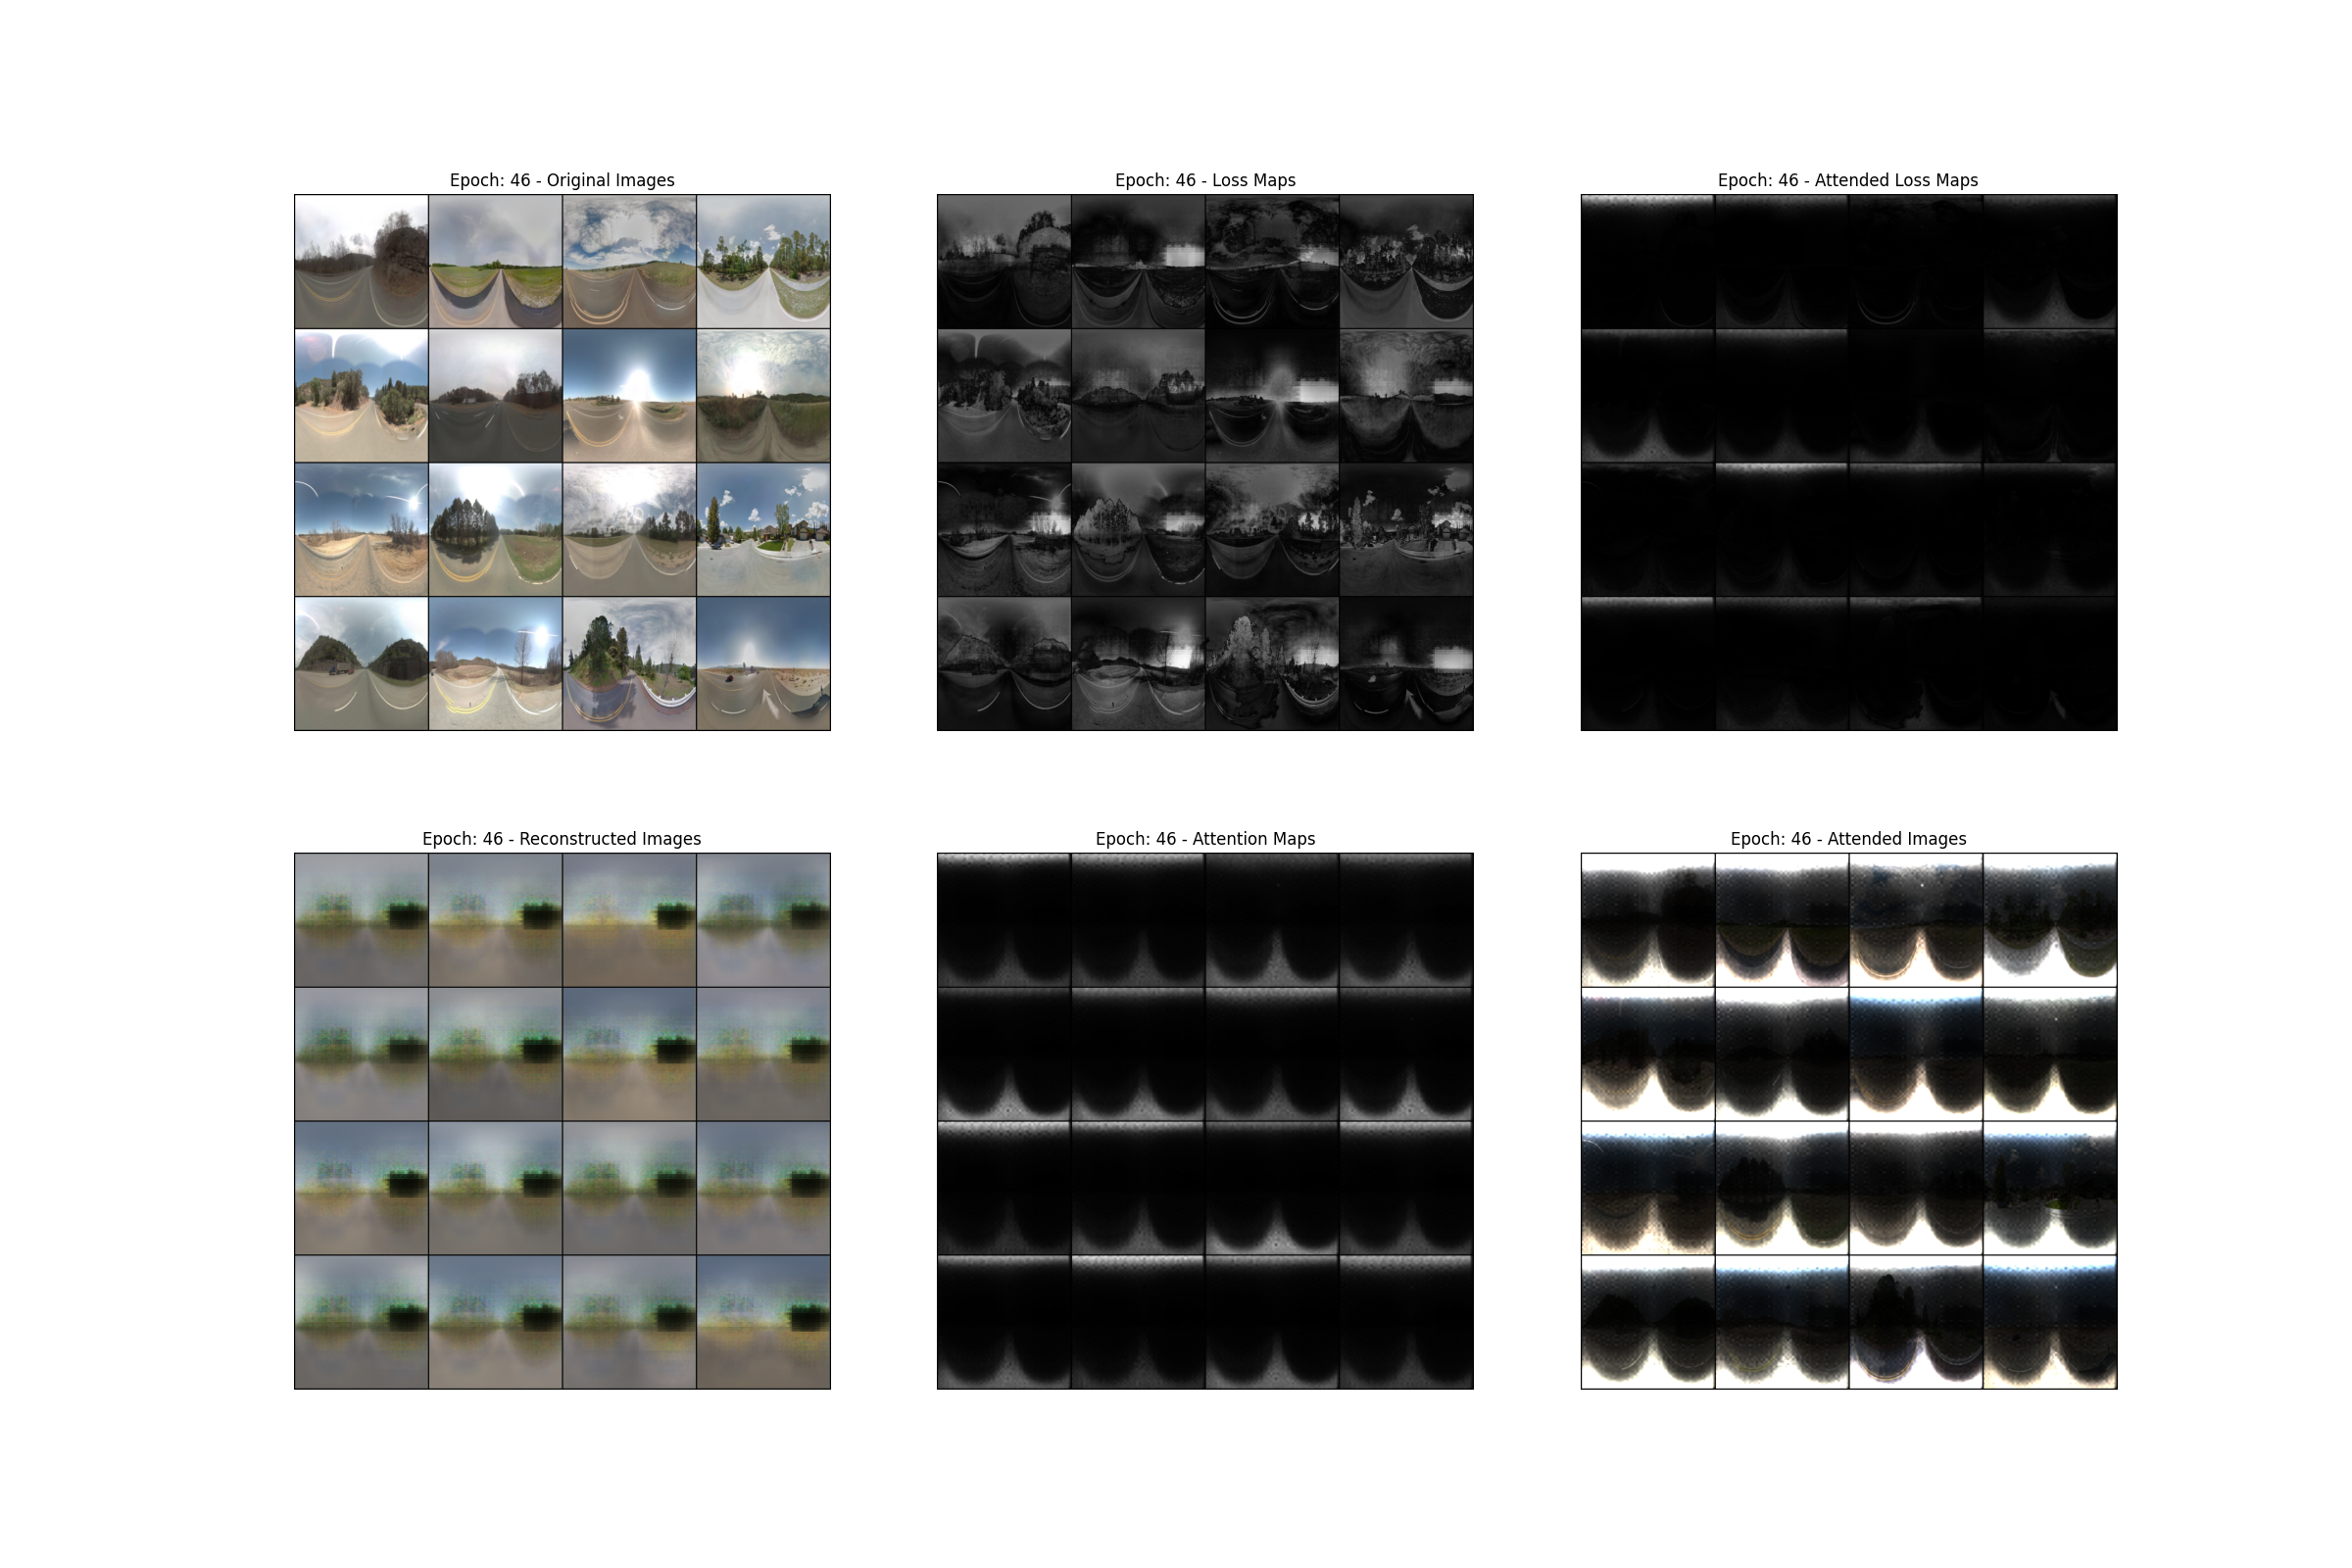 Epoch: 46 - Original Images
Epoch: 46 - Loss Maps
Epoch: 46 - Attended Loss Maps
Epoch: 46 - Reconstructed Images
Epoch: 46 - Attention Maps
Epoch: 46 - Attended Images